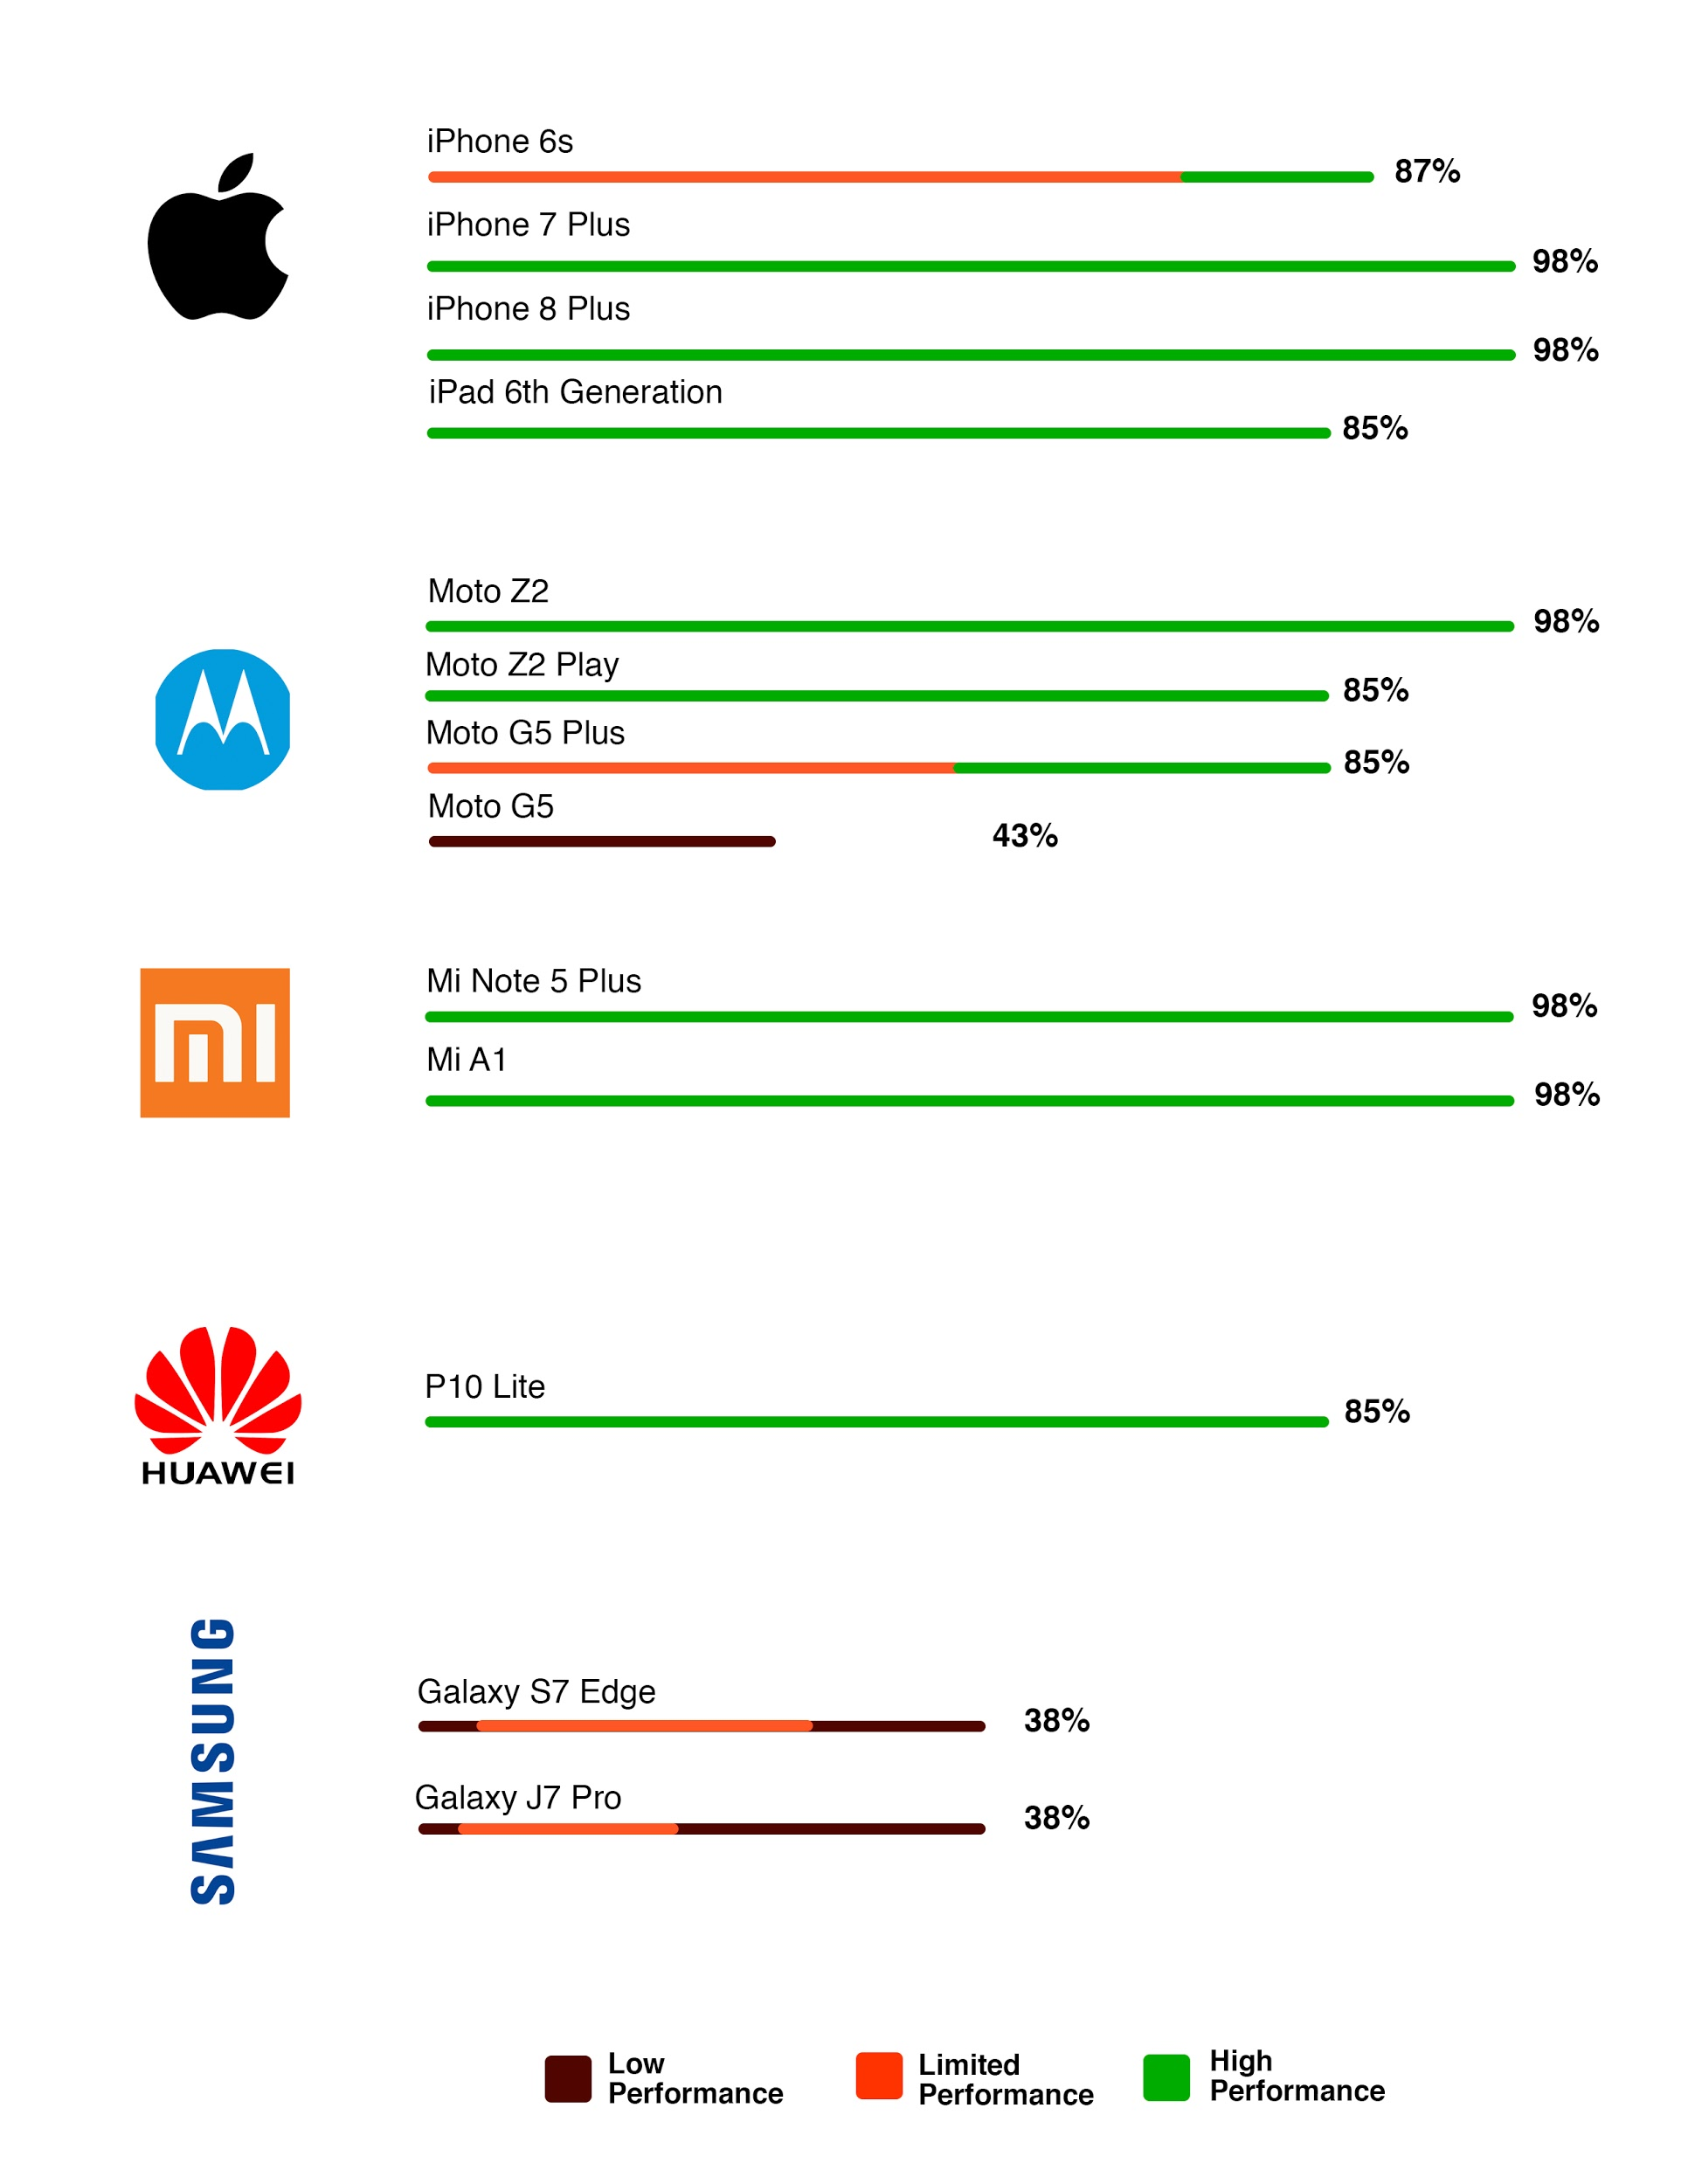 iPhone 6s
87%
iPhone 7 Plus
98%
iPhone 8 Plus
98%
iPad 6th Generation
85%
Moto Z2
98%
Moto Z2 Play
85%
Moto G5 Plus
85%
Moto G5
43%
mi
Mi Note 5 Plus
98%
Mi A1
98%
HUAWEI
P10 Lite
85%
SAMSUNG
Galaxy S7 Edge
38%
Galaxy J7 Pro
38%
Low
Performance
Limited
Performance
High
Performance